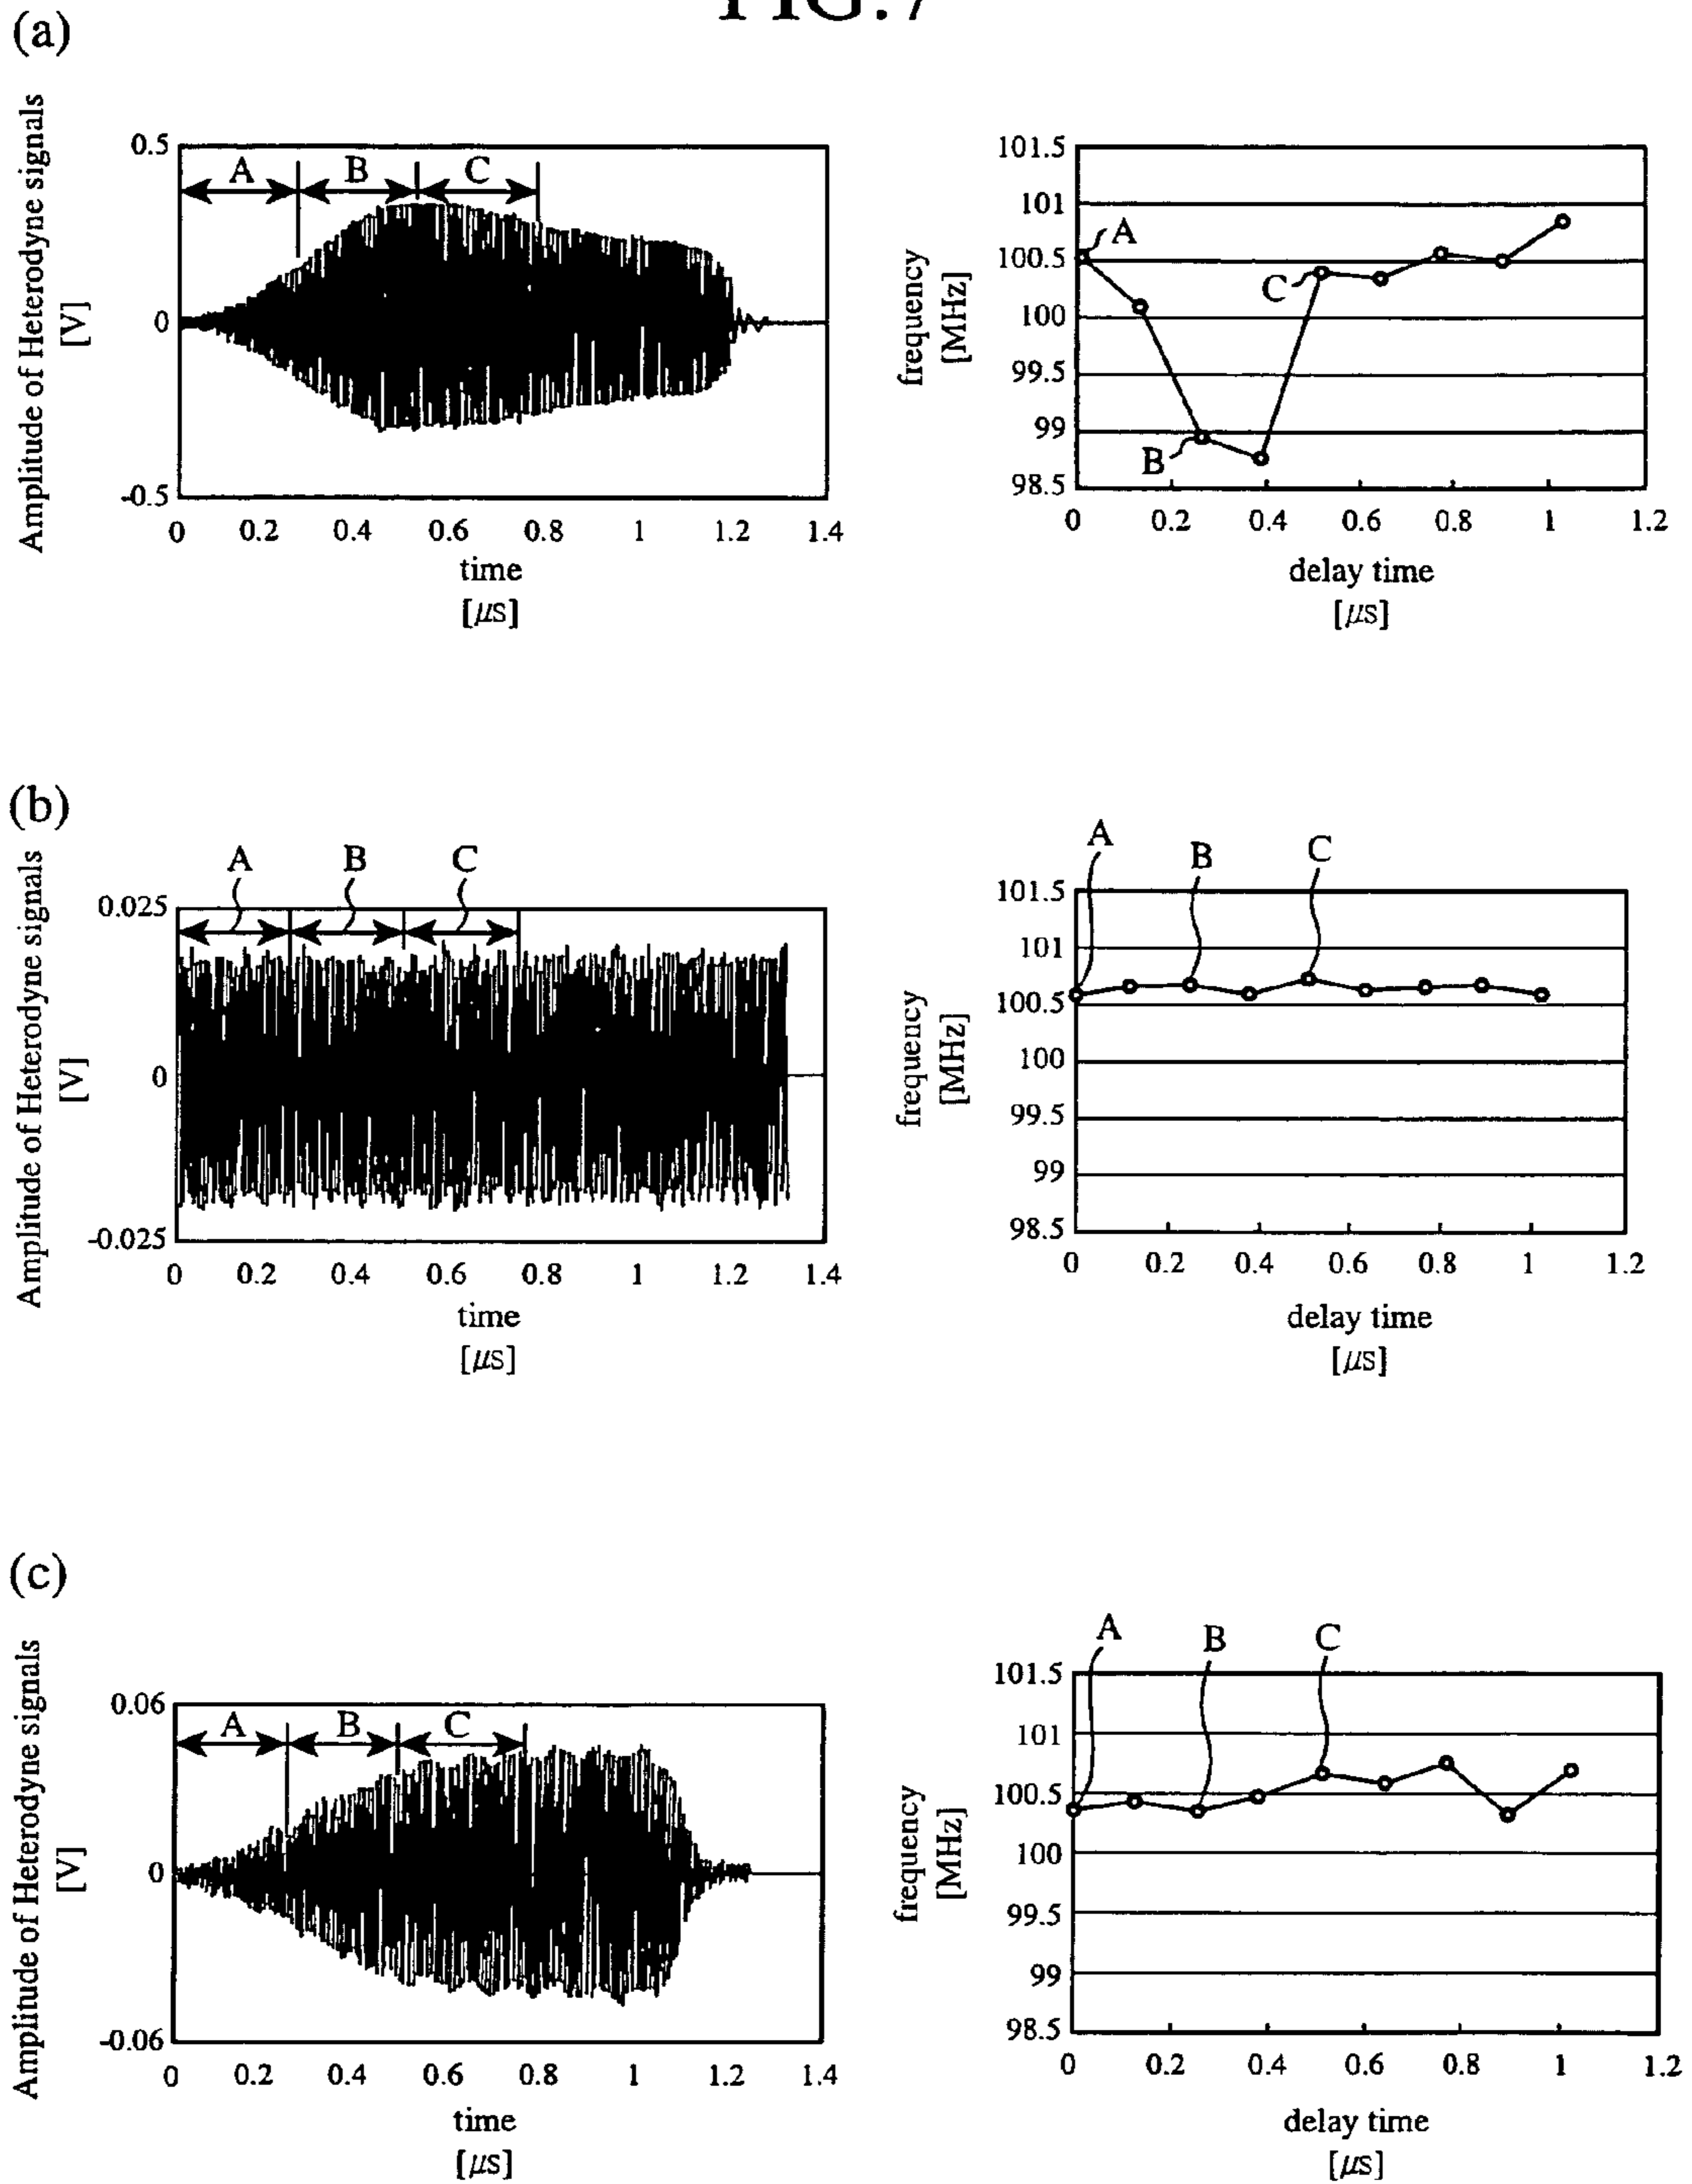 FIG.7
(a)
Amplitude of Heterodyne signals
[V]
0.5
0
-0.5
A B C
0 0.2 0.4 0.6 0.8 1 1.2 1.4
time
[μs]
frequency
[MHz]
101.5
101
100.5
100
99.5
99
98.5
A
B
C
0 0.2 0.4 0.6 0.8 1 1.2
delay time
[μs]
(b)
Amplitude of Heterodyne signals
[V]
0.025
0
-0.025
A B C
0 0.2 0.4 0.6 0.8 1 1.2 1.4
time
[μs]
frequency
[MHz]
101.5
101
100.5
100
99.5
99
98.5
A B C
0 0.2 0.4 0.6 0.8 1 1.2
delay time
[μs]
(c)
Amplitude of Heterodyne signals
[V]
0.06
0
-0.06
A B C
0 0.2 0.4 0.6 0.8 1 1.2 1.4
time
[μs]
frequency
[MHz]
101.5
101
100.5
100
99.5
99
98.5
A B C
0 0.2 0.4 0.6 0.8 1 1.2
delay time
[μs]